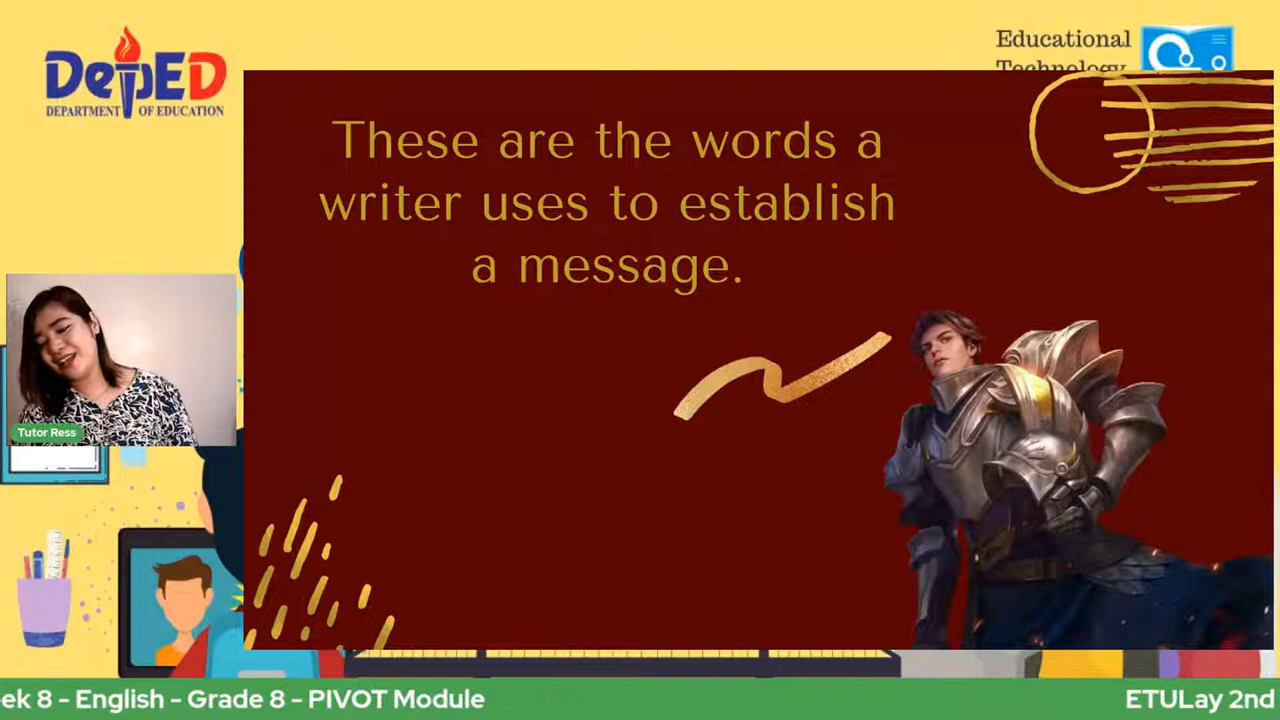 DepED
DEPARTMENT OF EDUCATION
Educational
Technology
These are the words a
writer uses to establish
a message.
Tutor Ress
ek 8 - English - Grade 8 - PIVOT Module
ETULay 2nd